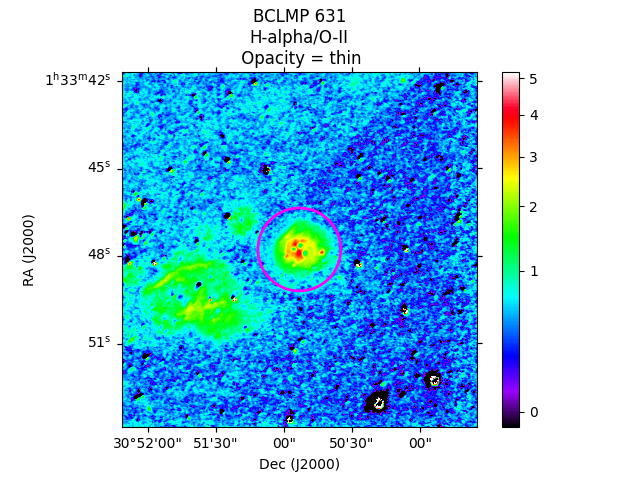 BCLMP 631
H-alpha/O-II
Opacity = thin
1ʰ33ᵐ42ˢ
45ˢ
48ˢ
51ˢ
RA (J2000)
30°52'00" 51'30" 00" 50'30" 00"
Dec (J2000)
5
4
3
2
1
0